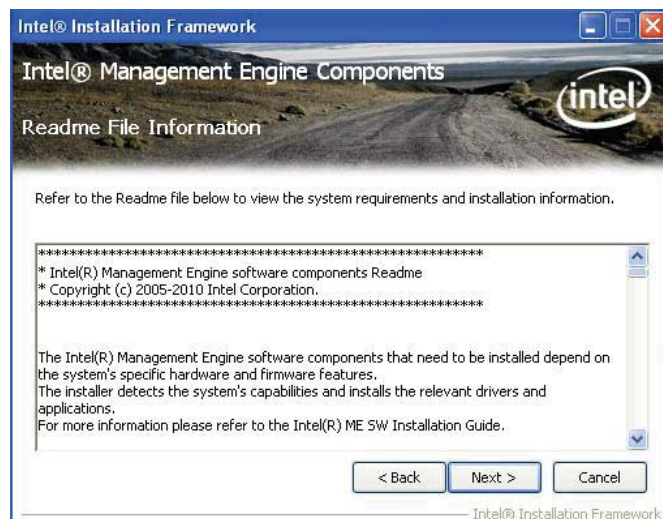 Intel® Installation Framework
Intel® Management Engine Components
intel
Readme File Information
Refer to the Readme file below to view the system requirements and installation information.
*********************************************************
* Intel(R) Management Engine software components Readme
* Copyright (c) 2005-2010 Intel Corporation.
*********************************************************
The Intel(R) Management Engine software components that need to be installed depend on
the system's specific hardware and firmware features.
The installer detects the system's capabilities and installs the relevant drivers and
applications.
For more information please refer to the Intel(R) ME SW Installation Guide.
< Back
Next >
Cancel
Intel® Installation Framework